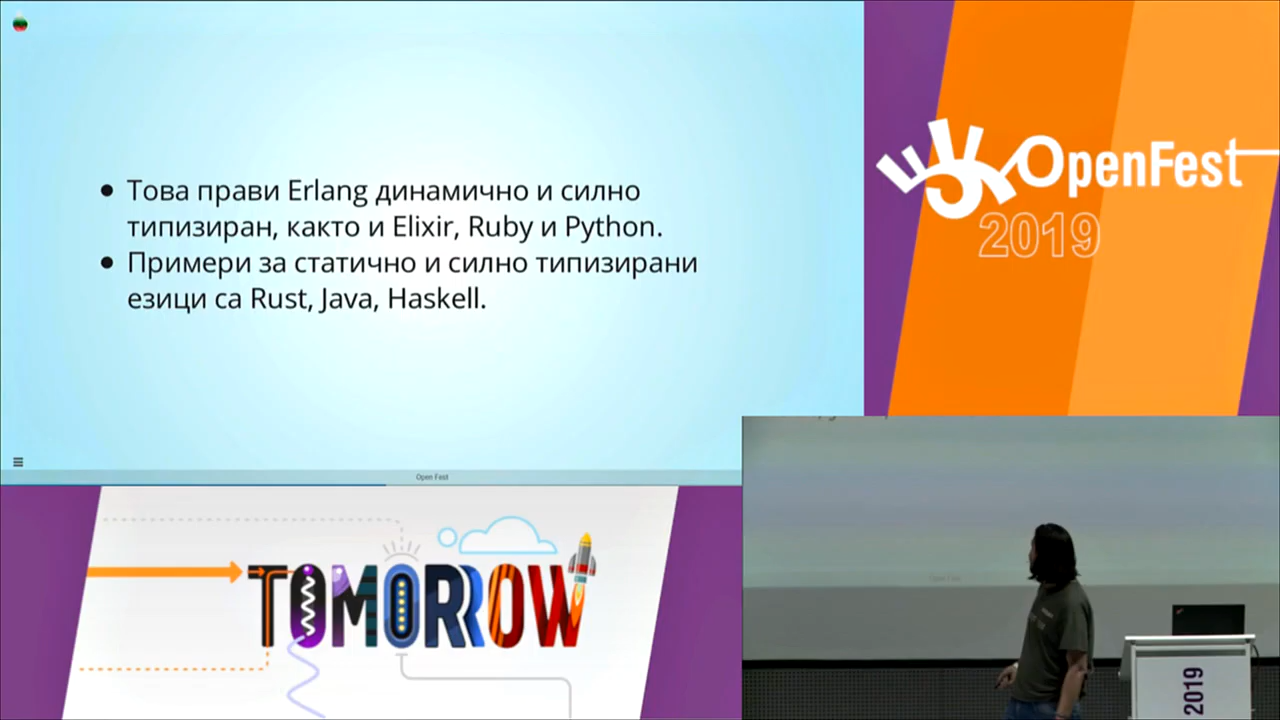 • Това прави Erlang динамично и силно
типизиран, както и Elixir, Ruby и Python.
• Примери за статично и силно типизирани
езици са Rust, Java, Haskell.
Open Fest
OpenFest
2019
TOMORROW
2019